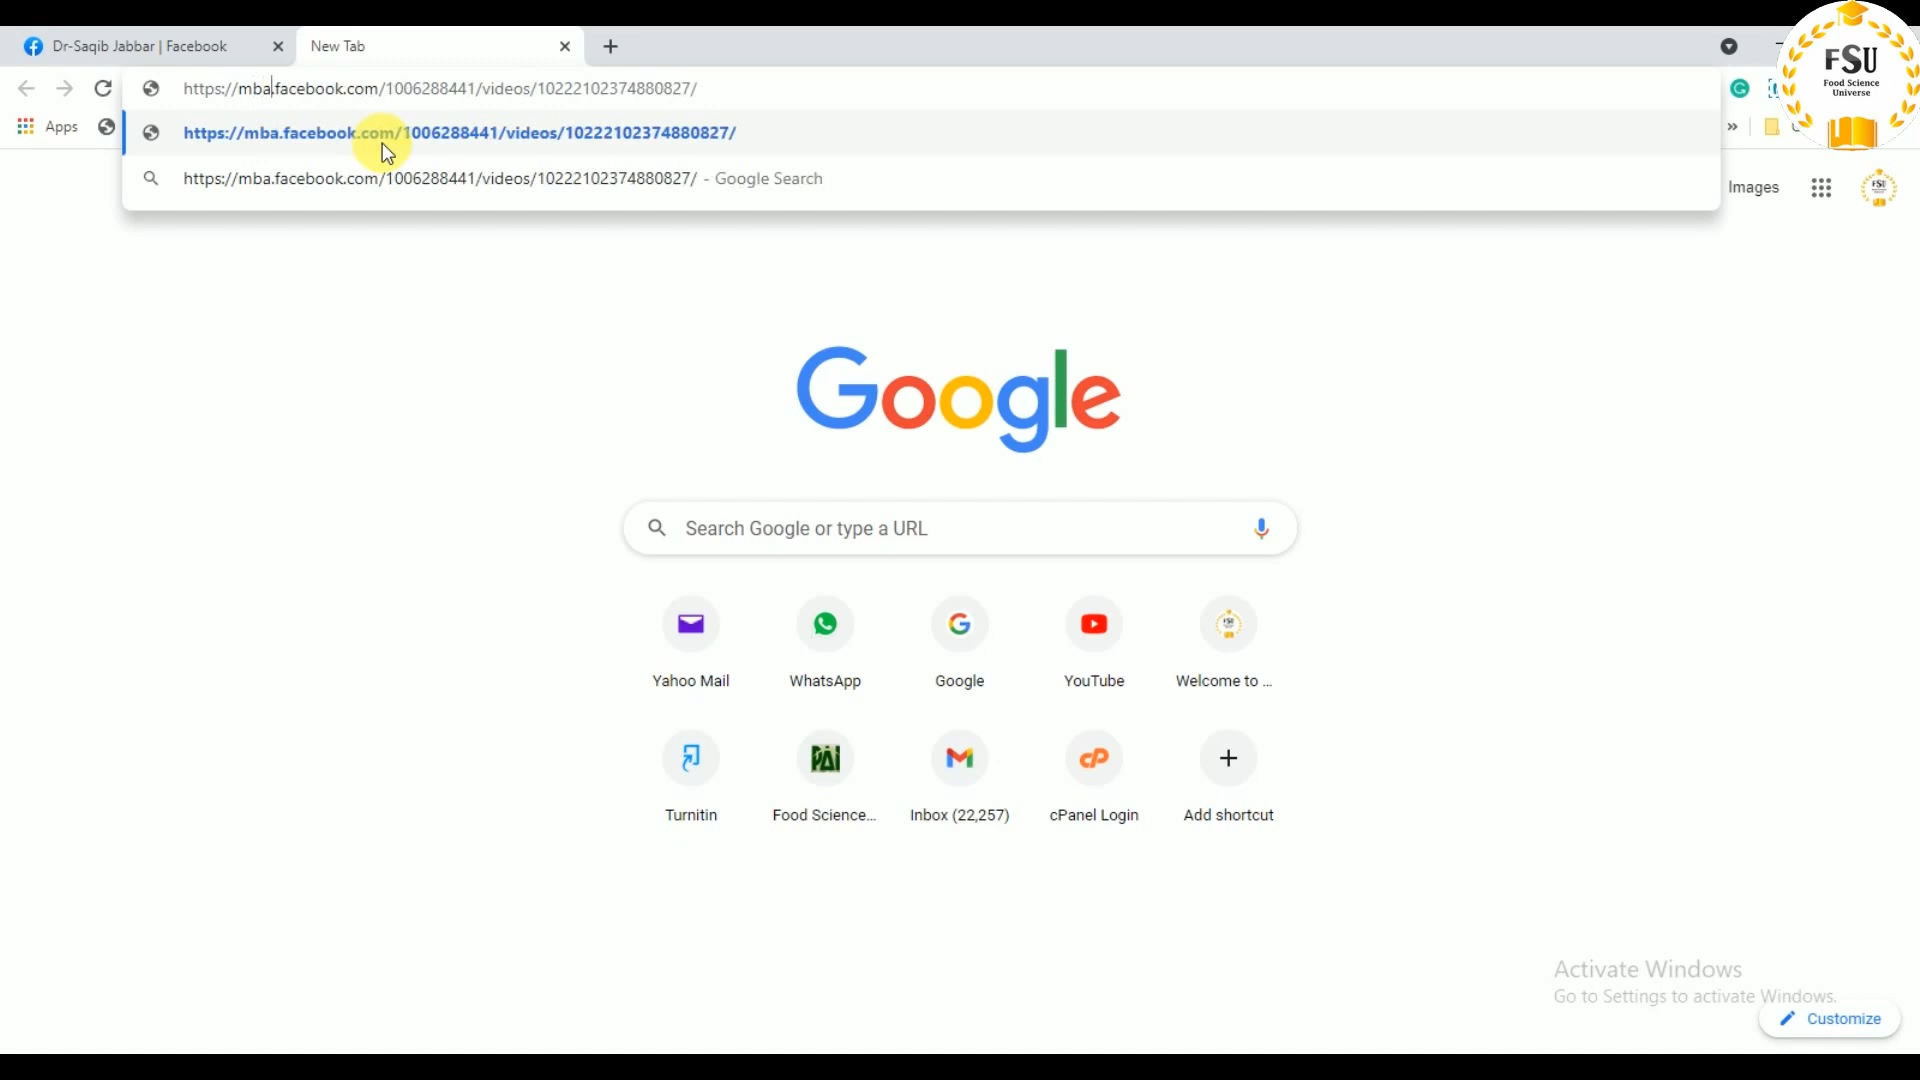 Dr-Saqib Jabbar | Facebook
New Tab
FSU
Food Science
Universe
https://mba.facebook.com/1006288441/videos/10222102374880827/
Apps
https://mba.facebook.com/1006288441/videos/10222102374880827/
https://mba.facebook.com/1006288441/videos/10222102374880827/ - Google Search
Images
FSU
Google
Search Google or type a URL
Yahoo Mail
WhatsApp
Google
YouTube
Welcome to ...
Turnitin
Food Science...
Inbox (22,257)
cPanel Login
Add shortcut
Activate Windows
Go to Settings to activate Windows.
Customize